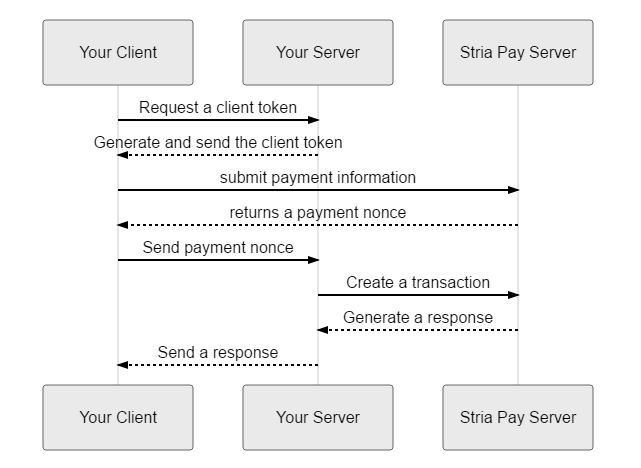 Your Client
Your Server
Stria Pay Server
Request a client token
Generate and send the client token
submit payment information
returns a payment nonce
Send payment nonce
Create a transaction
Generate a response
Send a response
Your Client
Your Server
Stria Pay Server